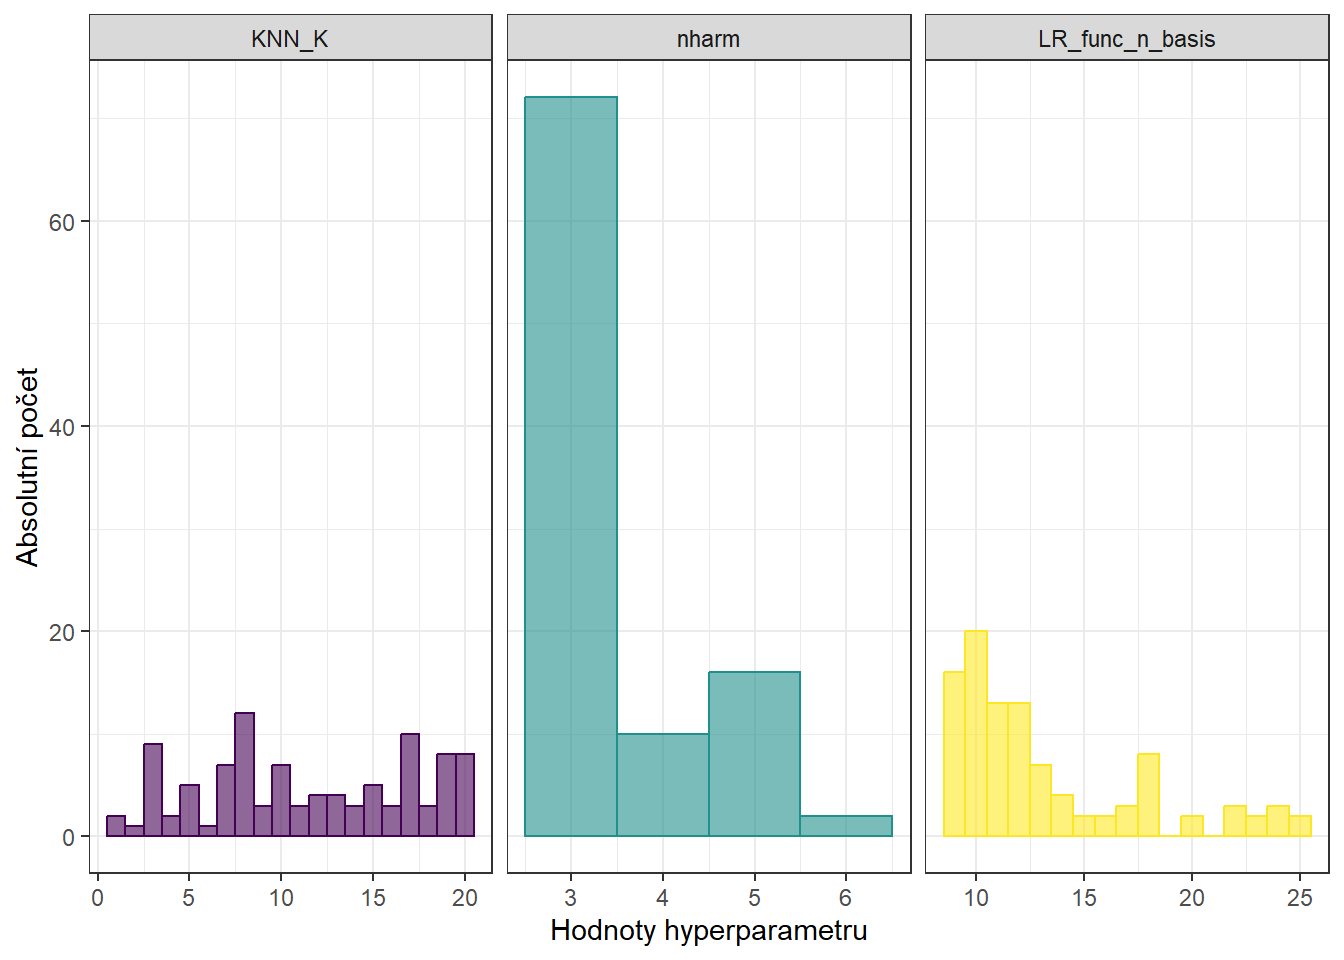 KNN_K nharm LR_func_n_basis
Absolutní počet
60
40
20
0
0 5 10 15 20 3 4 5 6 10 15 20 25
Hodnoty hyperparametru